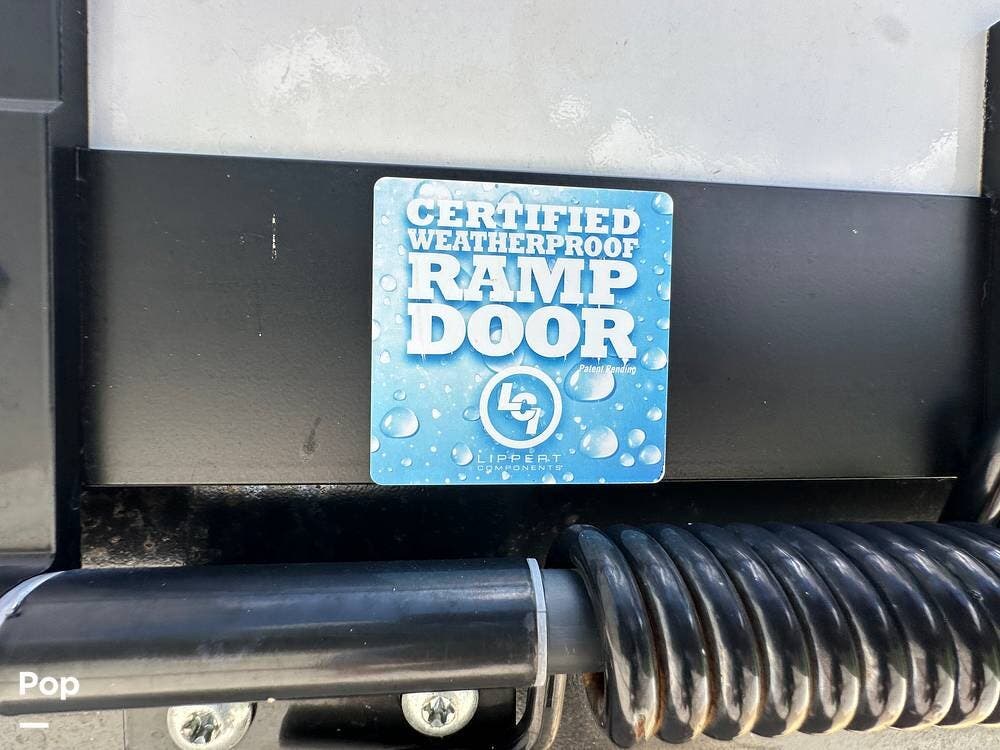 CERTIFIED
WEATHERPROOF
RAMP
DOOR
Patent Pending
LCI
LIPPERT
COMPONENTS
Pop